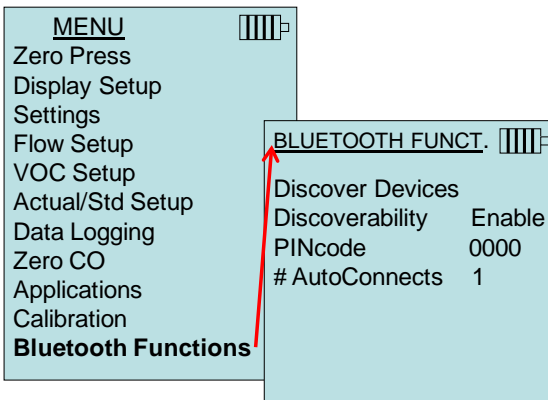 MENU
Zero Press
Display Setup
Settings
Flow Setup
VOC Setup
Actual/Std Setup
Data Logging
Zero CO
Applications
Calibration
Bluetooth Functions
BLUETOOTH FUNCT.
Discover Devices
Discoverability Enable
PINcode 0000
# AutoConnects 1